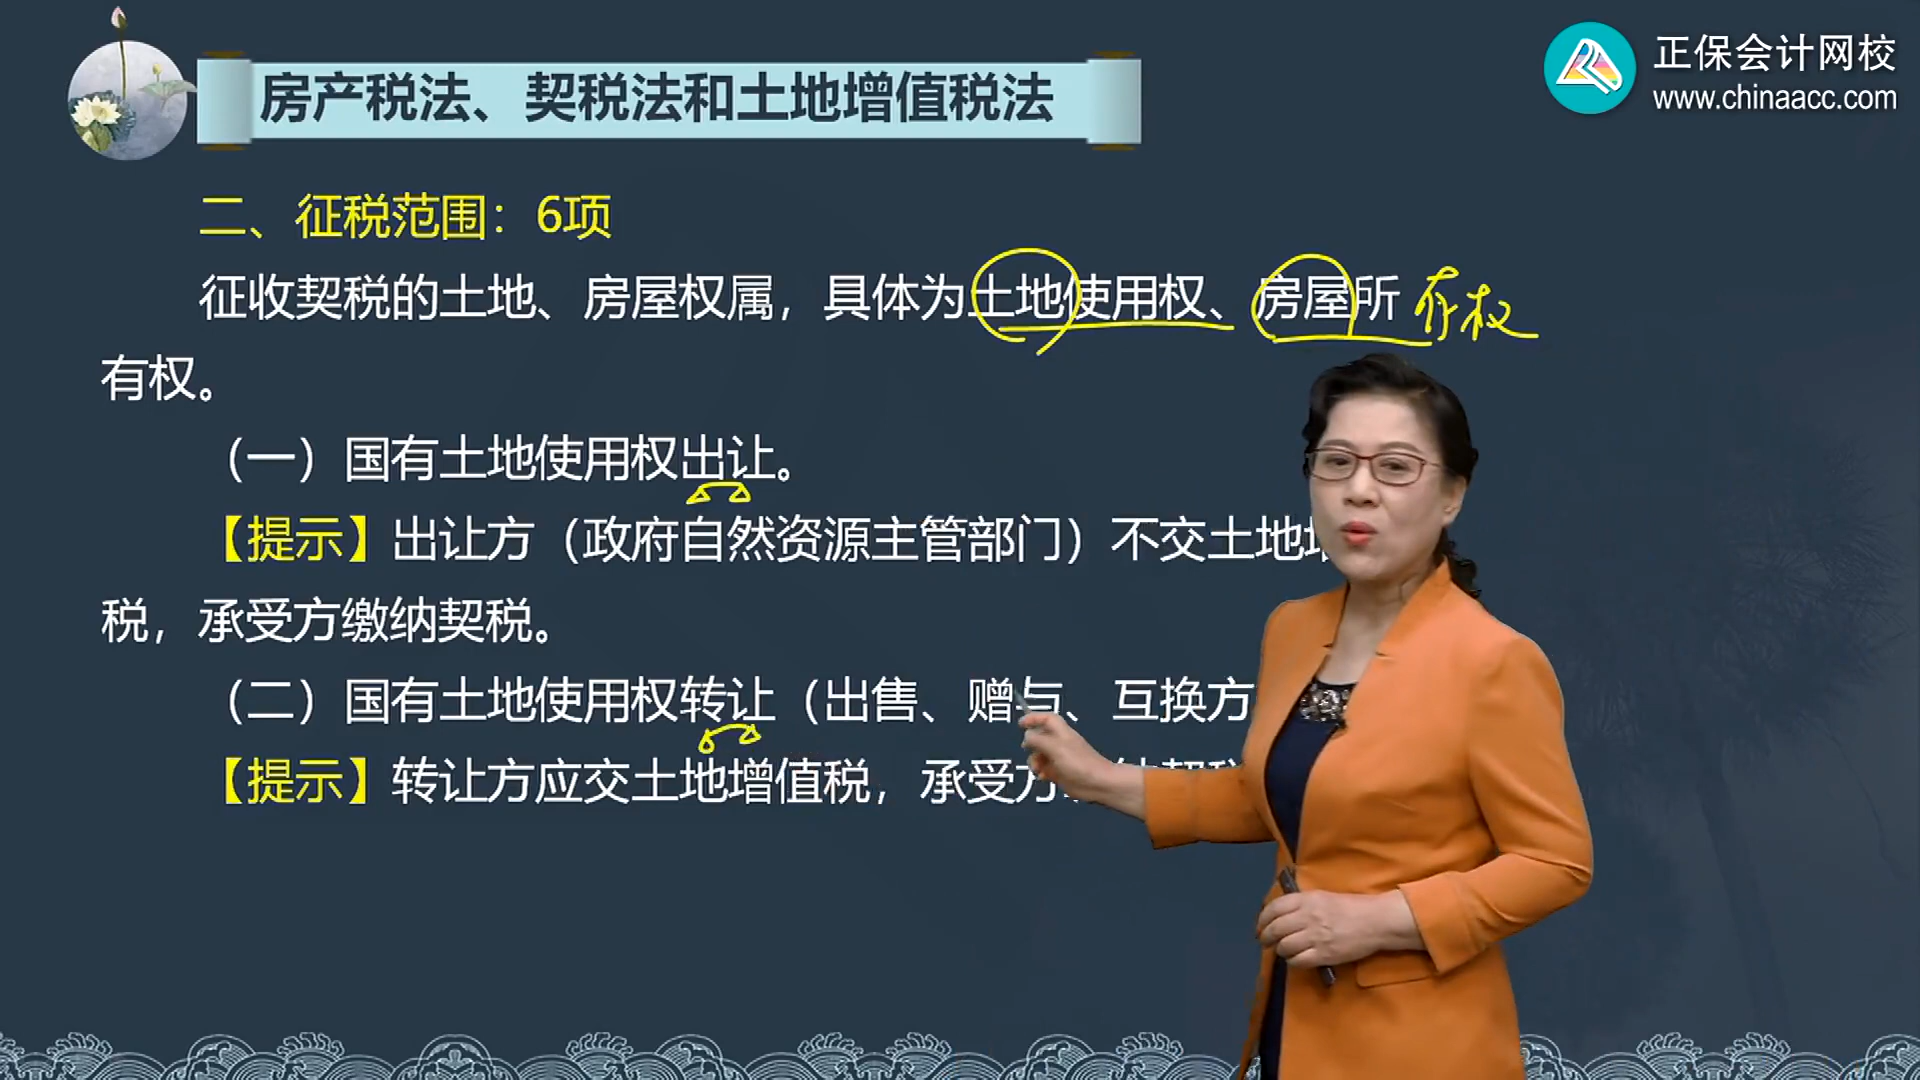 正保会计网校
www.chinaacc.com
房产税法、契税法和土地增值税法
二、征税范围：6项
征收契税的土地、房屋权属，具体为土地使用权、房屋所
有权
有权。
（一）国有土地使用权出让。
【提示】出让方（政府自然资源主管部门）不交土地
税，承受方缴纳契税。
（二）国有土地使用权转让（出售、赠与、互换方
【提示】转让方应交土地增值税，承受方